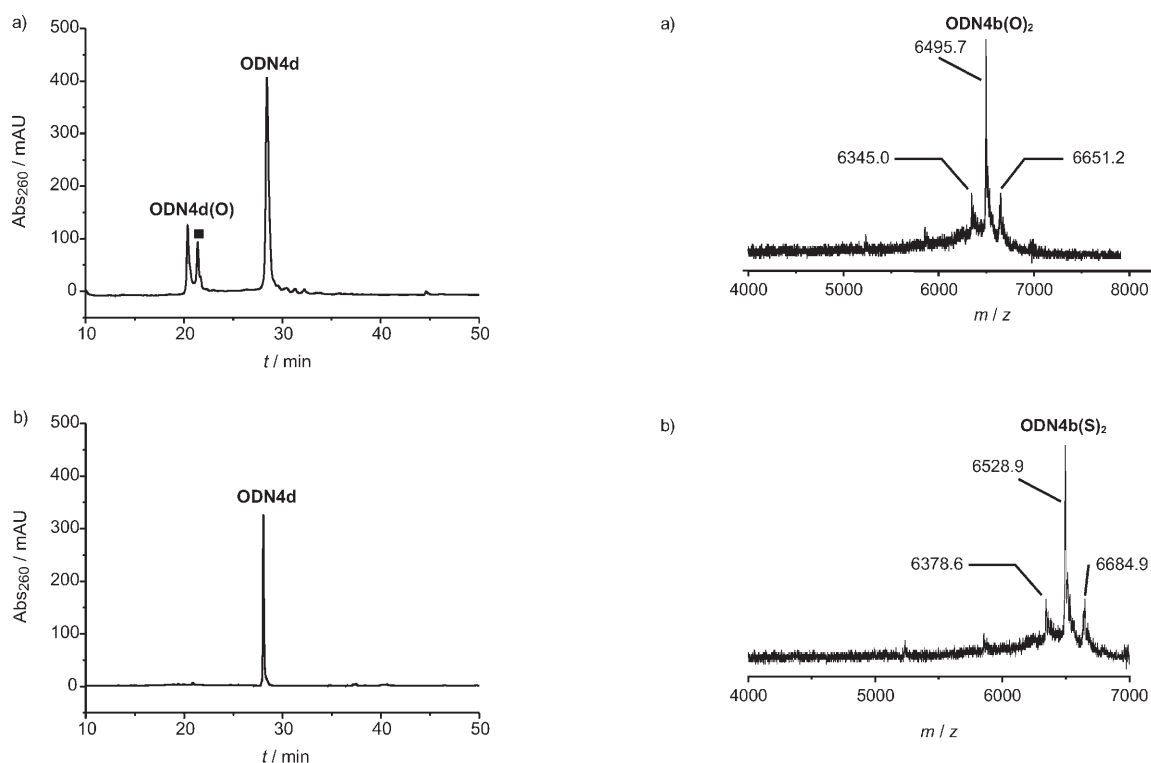 a)
500
400
300
200
100
0
Abs260 / mAU
ODN4d
ODN4d(O)
10 20 30 40 50
t / min
a)
ODN4b(O)2
6495.7
6345.0
6651.2
4000 5000 6000 7000 8000
m / z
b)
500
400
300
200
100
0
Abs260 / mAU
ODN4d
10 20 30 40 50
t / min
b)
ODN4b(S)2
6528.9
6378.6
6684.9
4000 5000 6000 7000
m / z